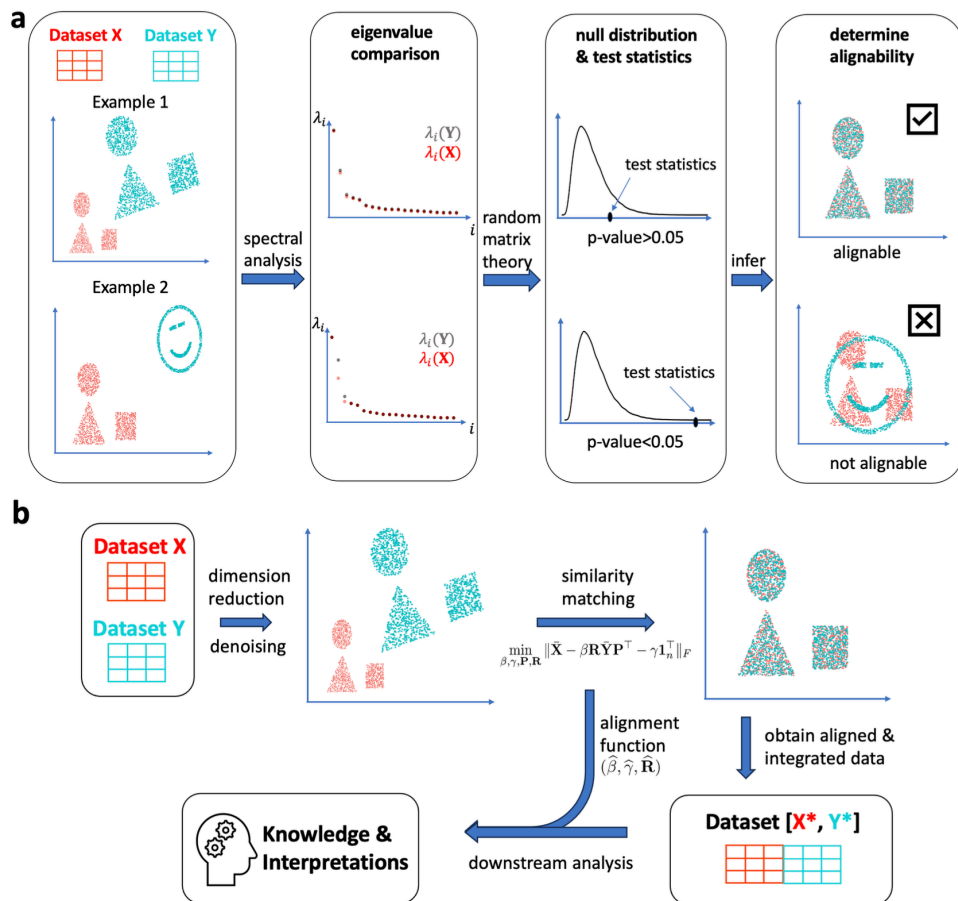 a
Dataset X
Dataset Y
Example 1
Example 2
spectral
analysis
eigenvalue
comparison
λᵢ
λᵢ(Y)
λᵢ(X)
i
λᵢ
λᵢ(Y)
λᵢ(X)
i
random
matrix
theory
null distribution
& test statistics
test statistics
p-value>0.05
test statistics
p-value<0.05
infer
determine
alignability
alignable
not alignable
b
Dataset X
Dataset Y
dimension
reduction
denoising
similarity
matching
min_{β,γ,P,R} ‖X̄ − βRȲP^⊤ − γ1_n^⊤‖_F
alignment
function
(β̂, γ̂, R̂)
obtain aligned &
integrated data
Dataset [X*, Y*]
downstream analysis
Knowledge &
Interpretations